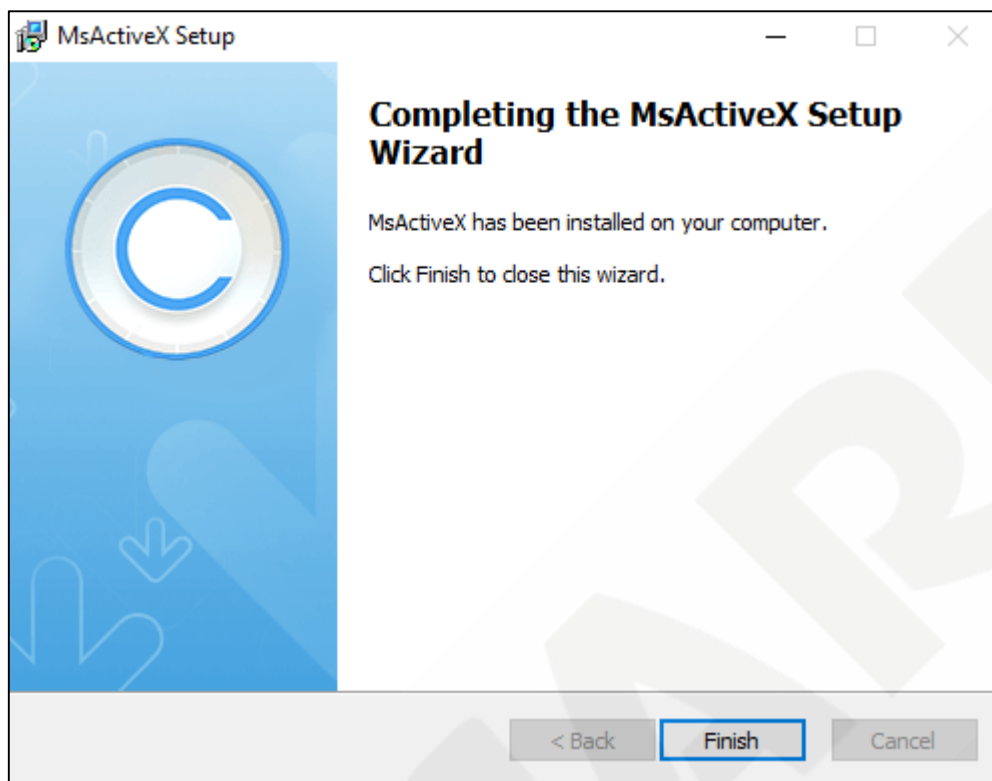 MsActiveX Setup
Completing the MsActiveX Setup
Wizard
MsActiveX has been installed on your computer.
Click Finish to close this wizard.
< Back
Finish
Cancel